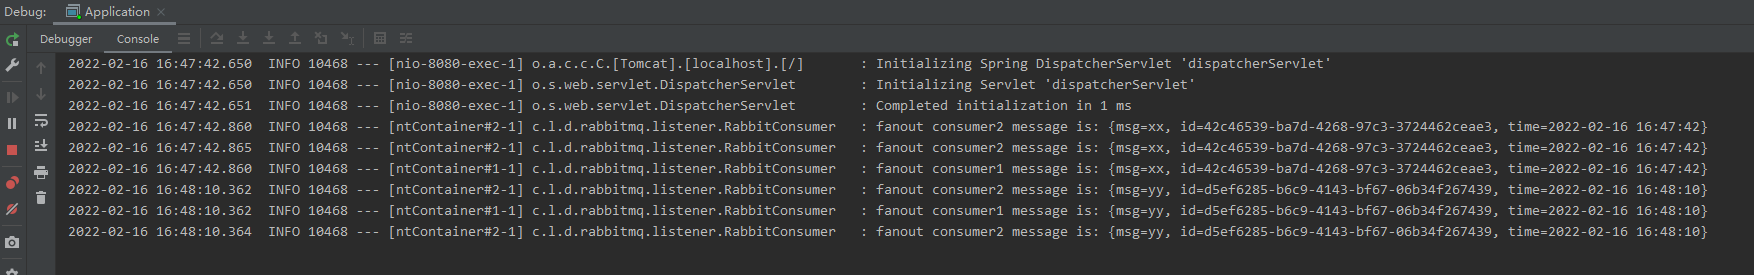 Debug: Application
Debugger Console
2022-02-16 16:47:42.650  INFO 10468 --- [nio-8080-exec-1] o.a.c.c.C.[Tomcat].[localhost].[/]       : Initializing Spring DispatcherServlet 'dispatcherServlet'
2022-02-16 16:47:42.650  INFO 10468 --- [nio-8080-exec-1] o.s.web.servlet.DispatcherServlet        : Initializing Servlet 'dispatcherServlet'
2022-02-16 16:47:42.651  INFO 10468 --- [nio-8080-exec-1] o.s.web.servlet.DispatcherServlet        : Completed initialization in 1 ms
2022-02-16 16:47:42.860  INFO 10468 --- [ntContainer#2-1] c.l.d.rabbitmq.listener.RabbitConsumer   : fanout consumer2 message is: {msg=xx, id=42c46539-ba7d-4268-97c3-3724462ceae3, time=2022-02-16 16:47:42}
2022-02-16 16:47:42.865  INFO 10468 --- [ntContainer#2-1] c.l.d.rabbitmq.listener.RabbitConsumer   : fanout consumer2 message is: {msg=xx, id=42c46539-ba7d-4268-97c3-3724462ceae3, time=2022-02-16 16:47:42}
2022-02-16 16:47:42.860  INFO 10468 --- [ntContainer#1-1] c.l.d.rabbitmq.listener.RabbitConsumer   : fanout consumer1 message is: {msg=xx, id=42c46539-ba7d-4268-97c3-3724462ceae3, time=2022-02-16 16:47:42}
2022-02-16 16:48:10.362  INFO 10468 --- [ntContainer#2-1] c.l.d.rabbitmq.listener.RabbitConsumer   : fanout consumer2 message is: {msg=yy, id=d5ef6285-b6c9-4143-bf67-06b34f267439, time=2022-02-16 16:48:10}
2022-02-16 16:48:10.362  INFO 10468 --- [ntContainer#1-1] c.l.d.rabbitmq.listener.RabbitConsumer   : fanout consumer1 message is: {msg=yy, id=d5ef6285-b6c9-4143-bf67-06b34f267439, time=2022-02-16 16:48:10}
2022-02-16 16:48:10.364  INFO 10468 --- [ntContainer#2-1] c.l.d.rabbitmq.listener.RabbitConsumer   : fanout consumer2 message is: {msg=yy, id=d5ef6285-b6c9-4143-bf67-06b34f267439, time=2022-02-16 16:48:10}